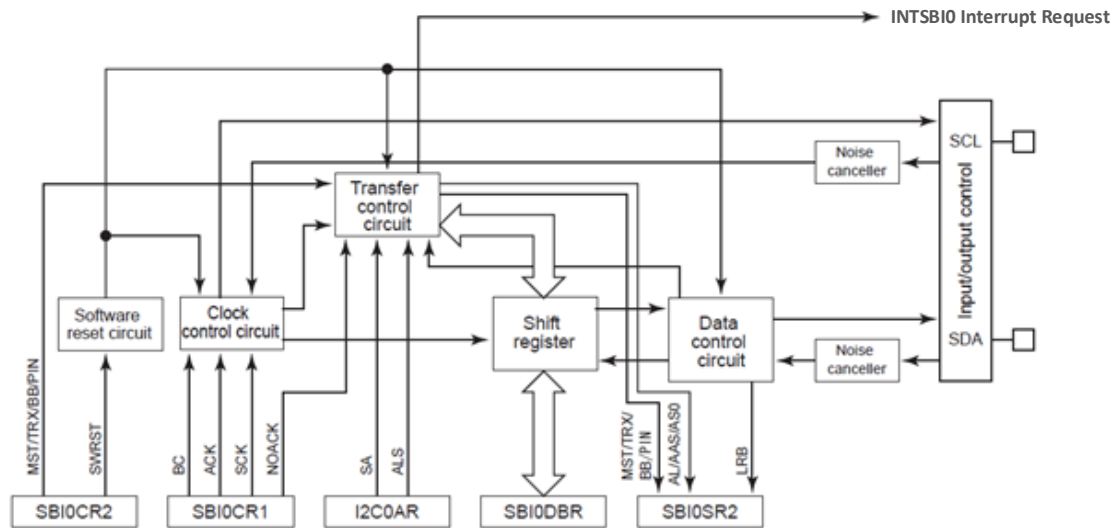 INTSBI0 Interrupt Request
SCL
Noise
canceller
Input/output control
Transfer
control
circuit
Software
reset circuit
Clock
control circuit
Shift
register
Data
control
circuit
SDA
Noise
canceller
MST/TRX/BB/PIN
SWRST
BC
ACK
SCK
NOACK
SA
ALS
MST/TRX/
BB/PIN
AL/AAS/AS0
LRB
SBI0CR2
SBI0CR1
I2C0AR
SBI0DBR
SBI0SR2